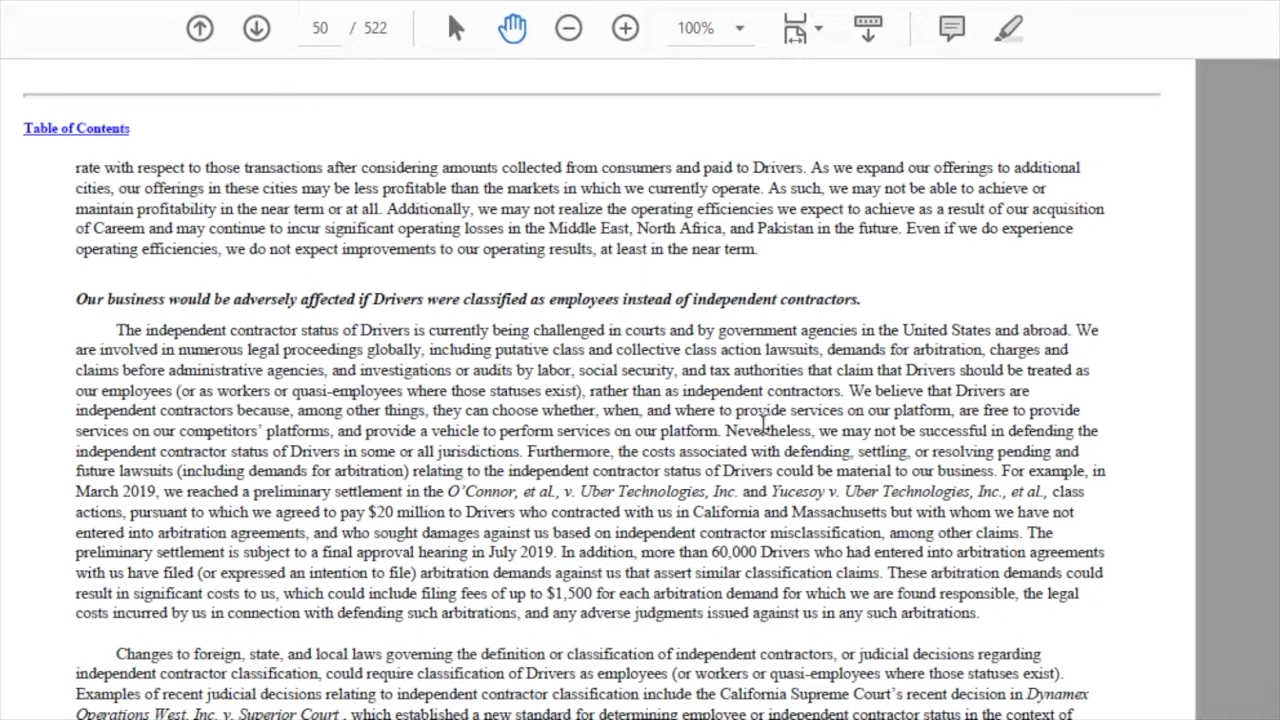 50 / 522 100%
Table of Contents
rate with respect to those transactions after considering amounts collected from consumers and paid to Drivers. As we expand our offerings to additional
cities, our offerings in these cities may be less profitable than the markets in which we currently operate. As such, we may not be able to achieve or
maintain profitability in the near term or at all. Additionally, we may not realize the operating efficiencies we expect to achieve as a result of our acquisition
of Careem and may continue to incur significant operating losses in the Middle East, North Africa, and Pakistan in the future. Even if we do experience
operating efficiencies, we do not expect improvements to our operating results, at least in the near term.
Our business would be adversely affected if Drivers were classified as employees instead of independent contractors.
The independent contractor status of Drivers is currently being challenged in courts and by government agencies in the United States and abroad. We
are involved in numerous legal proceedings globally, including putative class and collective class action lawsuits, demands for arbitration, charges and
claims before administrative agencies, and investigations or audits by labor, social security, and tax authorities that claim that Drivers should be treated as
our employees (or as workers or quasi-employees where those statuses exist), rather than as independent contractors. We believe that Drivers are
independent contractors because, among other things, they can choose whether, when, and where to provide services on our platform, are free to provide
services on our competitors’ platforms, and provide a vehicle to perform services on our platform. Nevertheless, we may not be successful in defending the
independent contractor status of Drivers in some or all jurisdictions. Furthermore, the costs associated with defending, settling, or resolving pending and
future lawsuits (including demands for arbitration) relating to the independent contractor status of Drivers could be material to our business. For example, in
March 2019, we reached a preliminary settlement in the O’Connor, et al., v. Uber Technologies, Inc. and Yucesoy v. Uber Technologies, Inc., et al., class
actions, pursuant to which we agreed to pay $20 million to Drivers who contracted with us in California and Massachusetts but with whom we have not
entered into arbitration agreements, and who sought damages against us based on independent contractor misclassification, among other claims. The
preliminary settlement is subject to a final approval hearing in July 2019. In addition, more than 60,000 Drivers who had entered into arbitration agreements
with us have filed (or expressed an intention to file) arbitration demands against us that assert similar classification claims. These arbitration demands could
result in significant costs to us, which could include filing fees of up to $1,500 for each arbitration demand for which we are found responsible, the legal
costs incurred by us in connection with defending such arbitrations, and any adverse judgments issued against us in any such arbitrations.
Changes to foreign, state, and local laws governing the definition or classification of independent contractors, or judicial decisions regarding
independent contractor classification, could require classification of Drivers as employees (or workers or quasi-employees where those statuses exist).
Examples of recent judicial decisions relating to independent contractor classification include the California Supreme Court’s recent decision in Dynamex
Operations West, Inc. v. Superior Court , which established a new standard for determining employee or independent contractor status in the context of